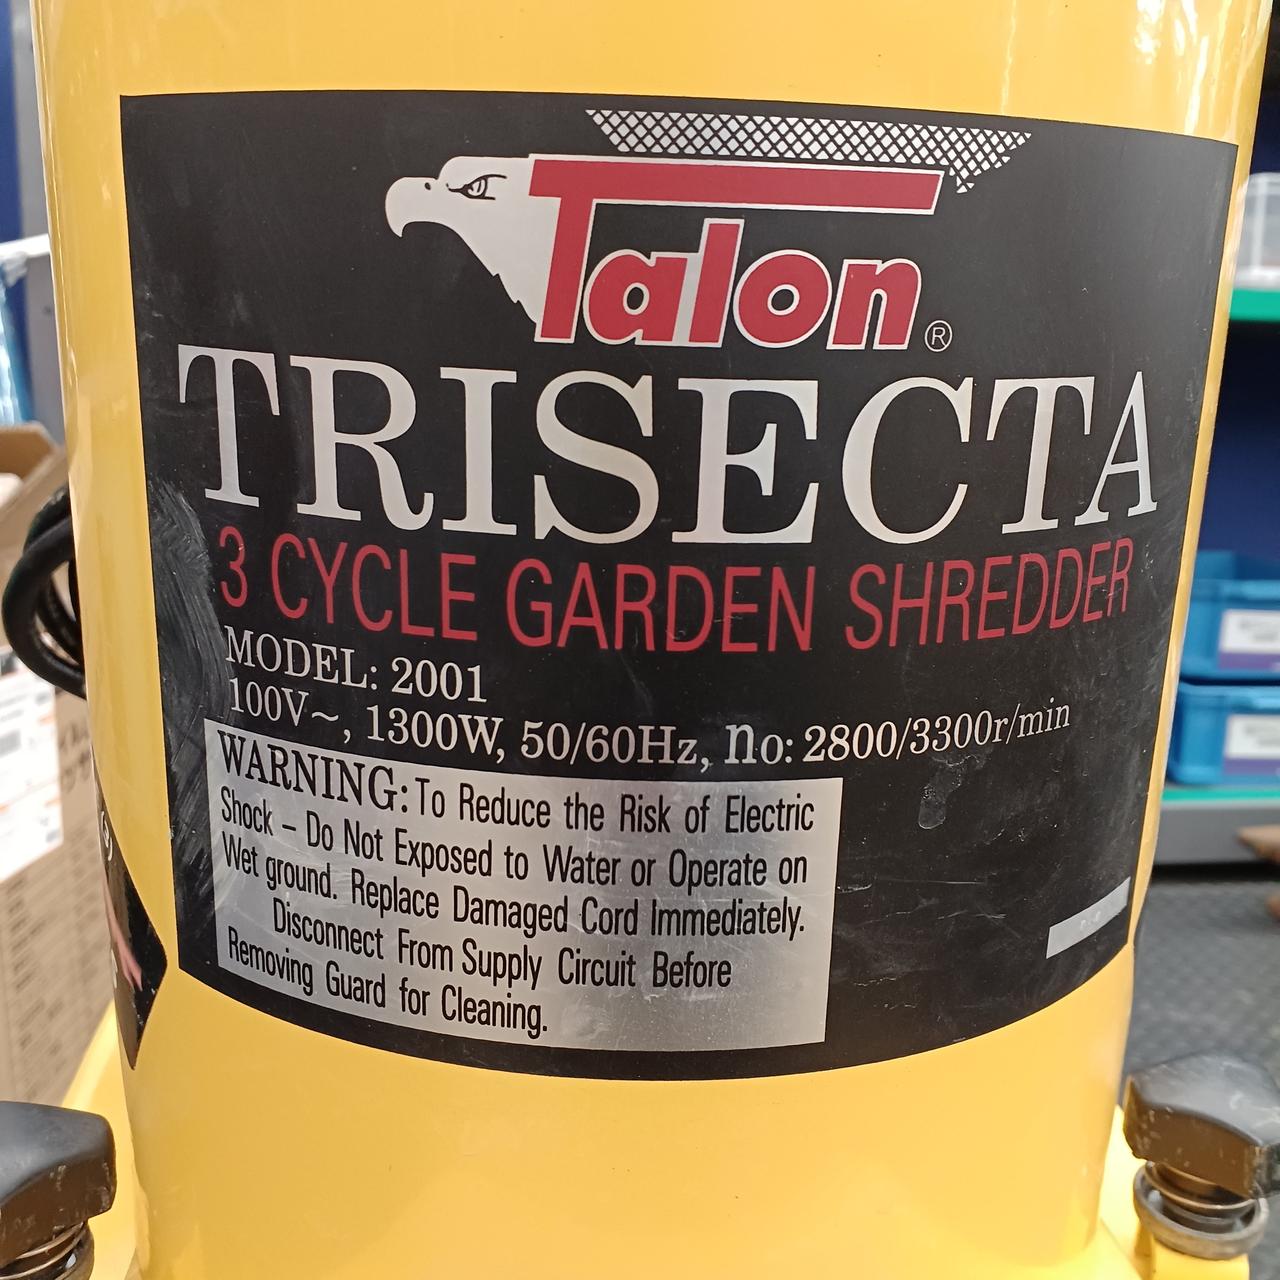 Talon®
TRISECTA
3 CYCLE GARDEN SHREDDER
MODEL: 2001
100V~, 1300W, 50/60Hz, no: 2800/3300r/min
WARNING: To Reduce the Risk of Electric
Shock – Do Not Exposed to Water or Operate on
Wet ground. Replace Damaged Cord Immediately.
Disconnect From Supply Circuit Before
Removing Guard for Cleaning.